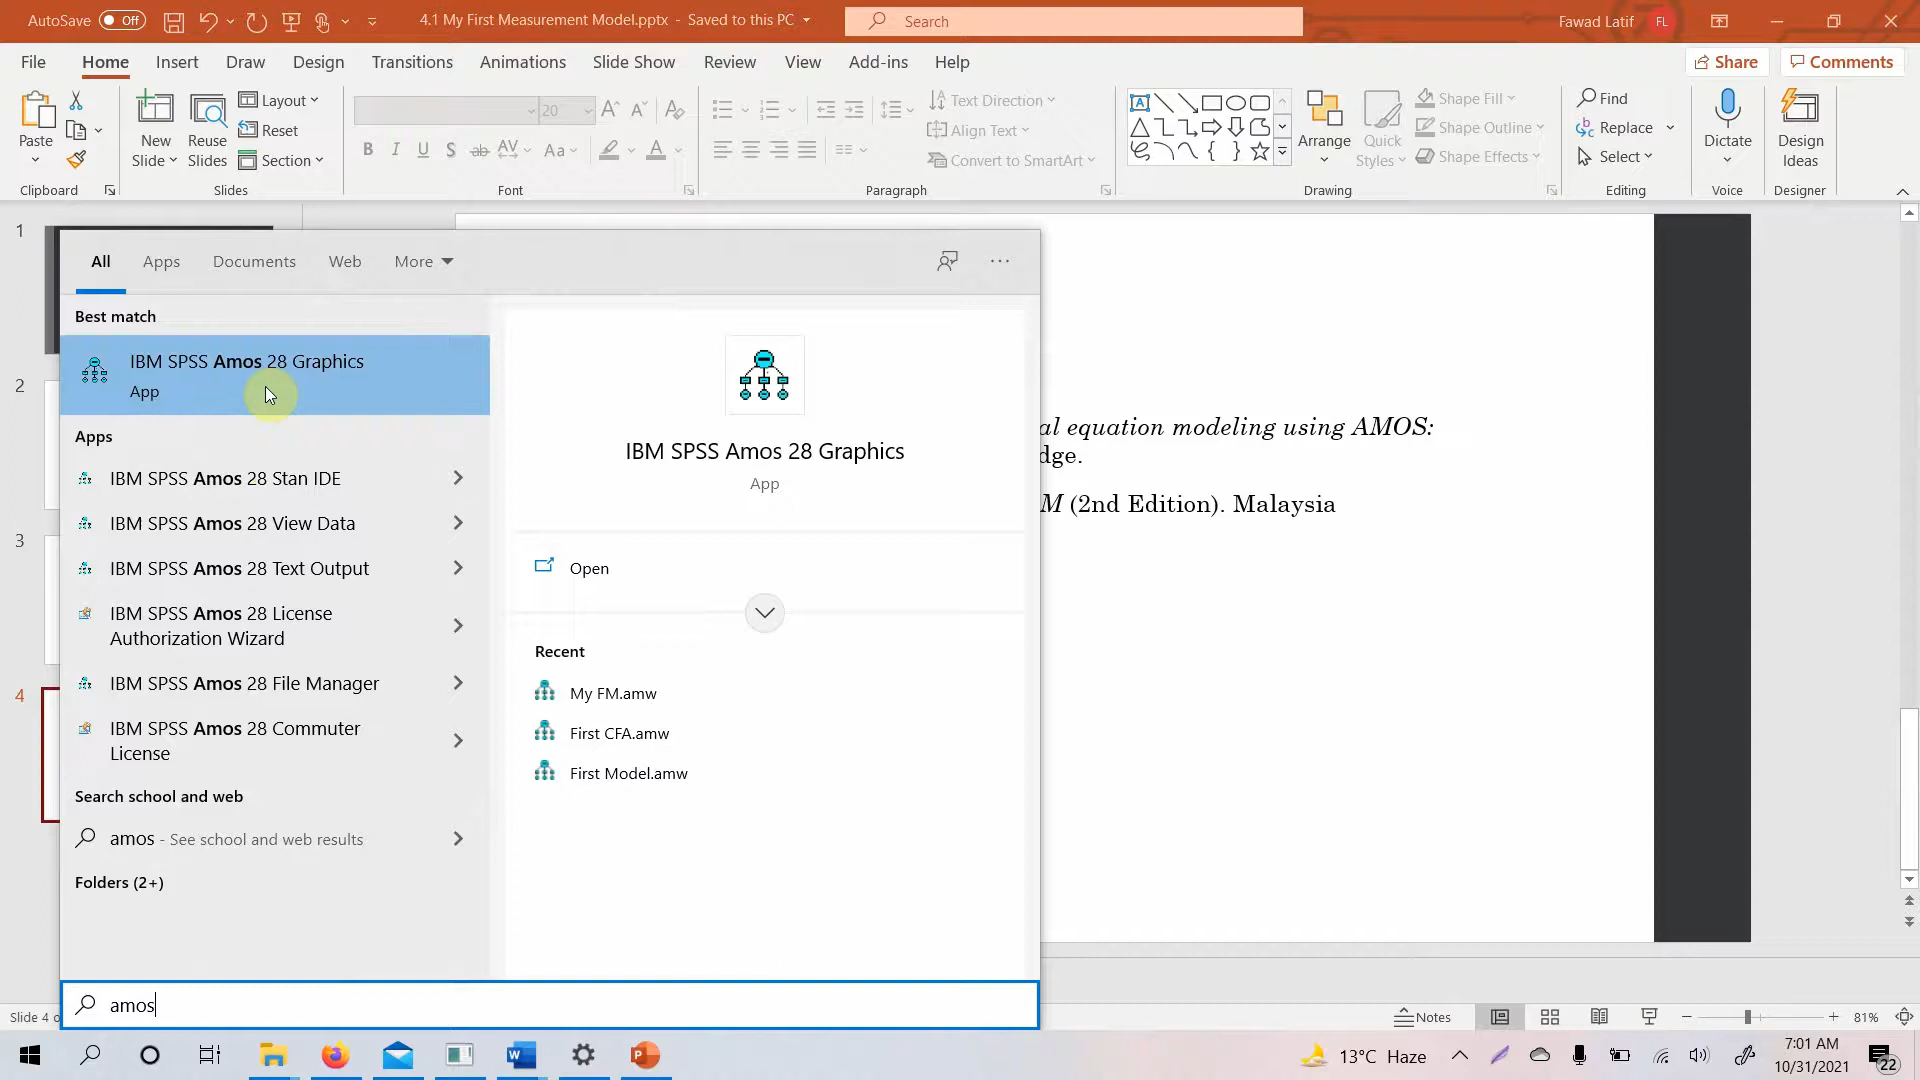 AutoSave Off
4.1 My First Measurement Model.pptx - Saved to this PC
Search
Fawad Latif FL
File Home Insert Draw Design Transitions Animations Slide Show Review View Add-ins Help
Share Comments
Paste
Clipboard
New Slide
Reuse Slides
Layout
Reset
Section
Slides
20
B I U S ab AV Aa A
Font
Text Direction
Align Text
Convert to SmartArt
Paragraph
Arrange
Quick Styles
Shape Fill
Shape Outline
Shape Effects
Drawing
Find
Replace
Select
Editing
Dictate
Voice
Design Ideas
Designer
1
2
3
4
All Apps Documents Web More
Best match
IBM SPSS Amos 28 Graphics
App
Apps
IBM SPSS Amos 28 Stan IDE
IBM SPSS Amos 28 View Data
IBM SPSS Amos 28 Text Output
IBM SPSS Amos 28 License
Authorization Wizard
IBM SPSS Amos 28 File Manager
IBM SPSS Amos 28 Commuter
License
Search school and web
amos - See school and web results
Folders (2+)
IBM SPSS Amos 28 Graphics
App
Open
Recent
My FM.amw
First CFA.amw
First Model.amw
al equation modeling using AMOS:
dge.
M (2nd Edition). Malaysia
amos
Slide 4 o
Notes
81%
13°C Haze
7:01 AM
10/31/2021
22